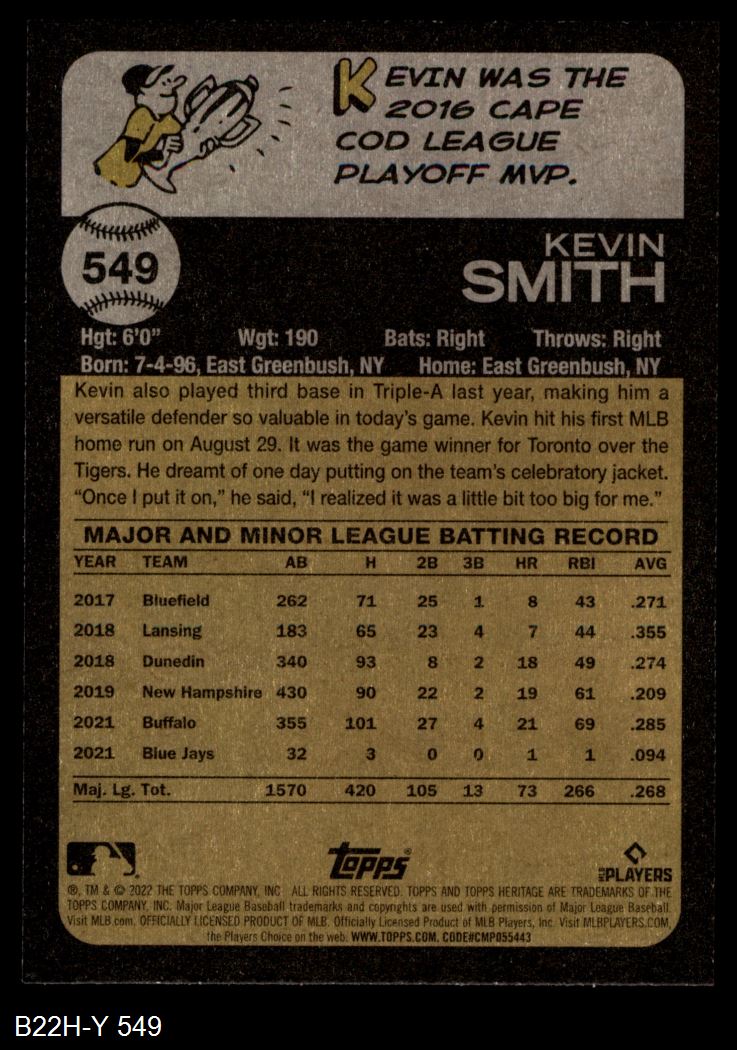 KEVIN WAS THE
2016 CAPE
COD LEAGUE
PLAYOFF MVP.
549
KEVIN
SMITH
Hgt: 6'0" Wgt: 190 Bats: Right Throws: Right
Born: 7-4-96, East Greenbush, NY Home: East Greenbush, NY
Kevin also played third base in Triple-A last year, making him a
versatile defender so valuable in today's game. Kevin hit his first MLB
home run on August 29. It was the game winner for Toronto over the
Tigers. He dreamt of one day putting on the team's celebratory jacket.
"Once I put it on," he said, "I realized it was a little bit too big for me."
MAJOR AND MINOR LEAGUE BATTING RECORD
YEAR TEAM AB H 2B 3B HR RBI AVG
2017 Bluefield 262 71 25 1 8 43 .271
2018 Lansing 183 65 23 4 7 44 .355
2018 Dunedin 340 93 8 2 18 49 .274
2019 New Hampshire 430 90 22 2 19 61 .209
2021 Buffalo 355 101 27 4 21 69 .285
2021 Blue Jays 32 3 0 0 1 1 .094
Maj. Lg. Tot. 1570 420 105 13 73 266 .268
Topps® MLB PLAYERS
®, TM & © 2022 THE TOPPS COMPANY, INC ALL RIGHTS RESERVED. TOPPS AND TOPPS HERITAGE ARE TRADEMARKS OF THE
TOPPS COMPANY, INC. Major League Baseball trademarks and copyrights are used with permission of Major League Baseball.
Visit MLB.com. OFFICIALLY LICENSED PRODUCT OF MLB. Officially Licensed Product of MLB Players, Inc. Visit MLBPLAYERS.COM,
the Players Choice on the web. WWW.TOPPS.COM. CODE#CMP055443
B22H-Y 549